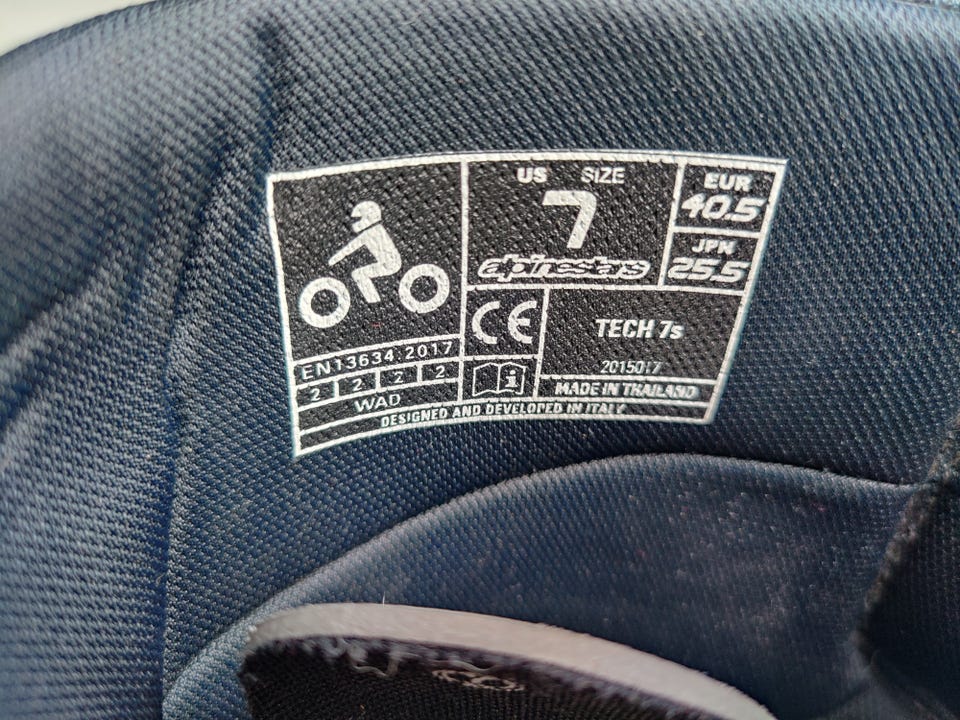 US SIZE
7
alpinestars
EUR
40.5
JPN
25.5
CE
TECH 7s
2015017
MADE IN THAILAND
EN13634:2017
2 2 2 2
WAD
i
DESIGNED AND DEVELOPED IN ITALY